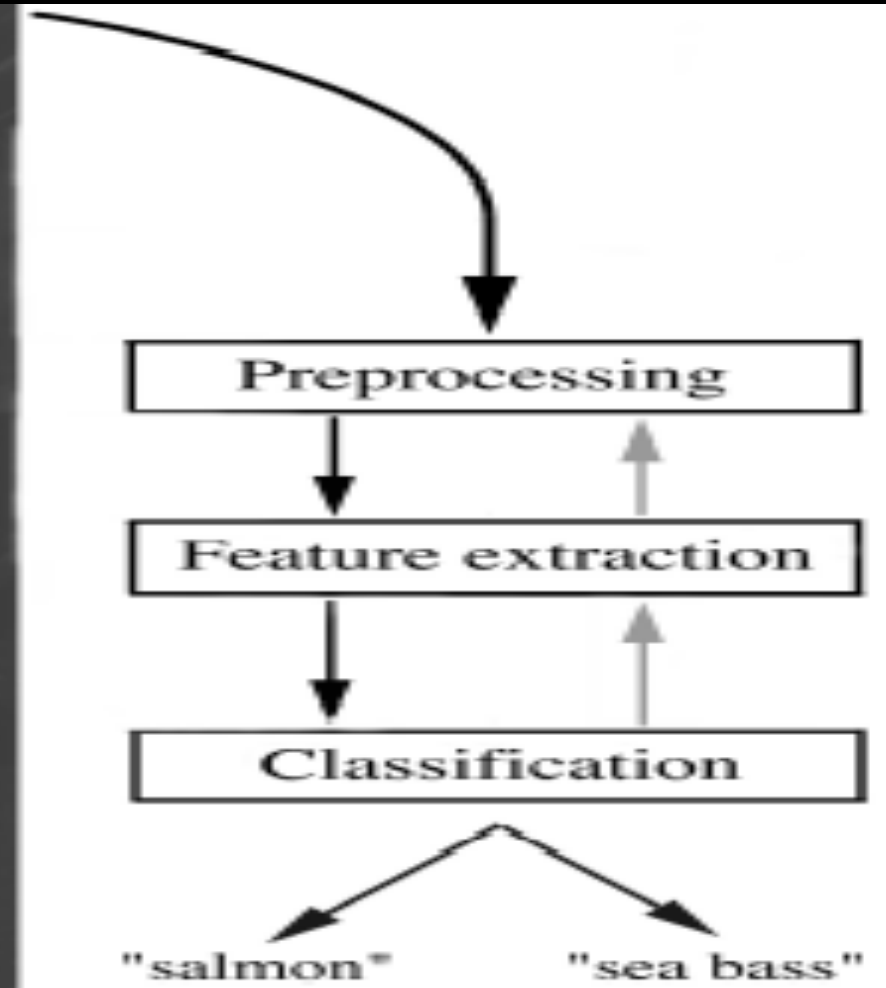 Preprocessing
Feature extraction
Classification
"salmon" "sea bass"